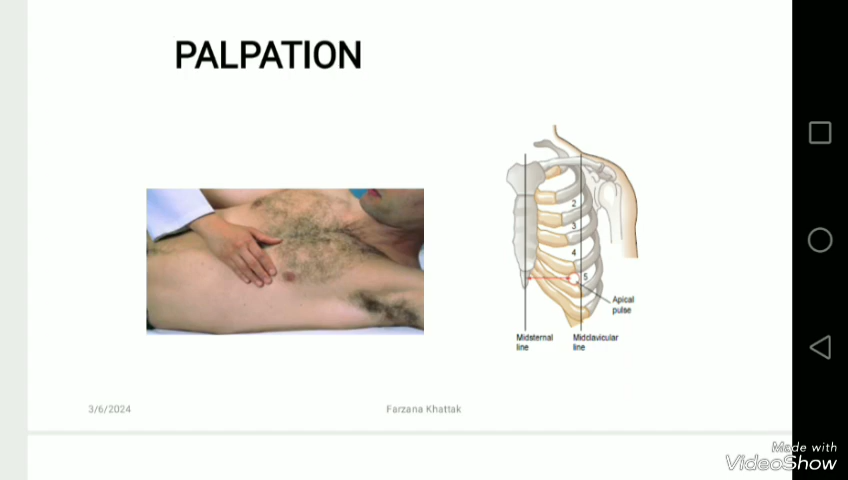 PALPATION
2
3
4
5
Apical
pulse
Midsternal
line
Midclavicular
line
3/6/2024
Farzana Khattak
Made with
VideoShow